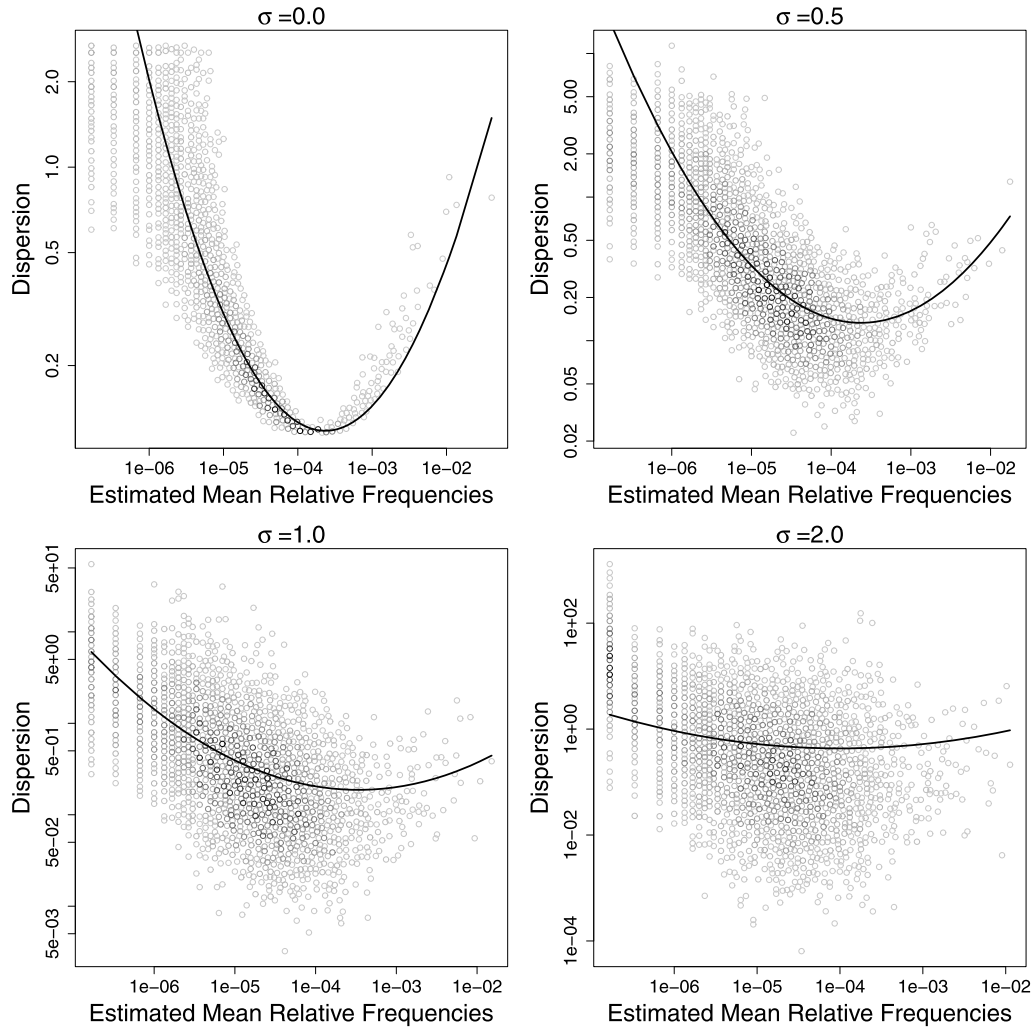 σ =0.0
2.0
1.0
0.5
0.2
Dispersion
1e−06 1e−05 1e−04 1e−03 1e−02
Estimated Mean Relative Frequencies
σ =0.5
5.00
2.00
0.50
0.20
0.05
0.02
Dispersion
1e−06 1e−05 1e−04 1e−03 1e−02
Estimated Mean Relative Frequencies
σ =1.0
5e+01
5e+00
5e−01
5e−02
5e−03
Dispersion
1e−06 1e−05 1e−04 1e−03 1e−02
Estimated Mean Relative Frequencies
σ =2.0
1e+02
1e+00
1e−02
1e−04
Dispersion
1e−06 1e−05 1e−04 1e−03 1e−02
Estimated Mean Relative Frequencies